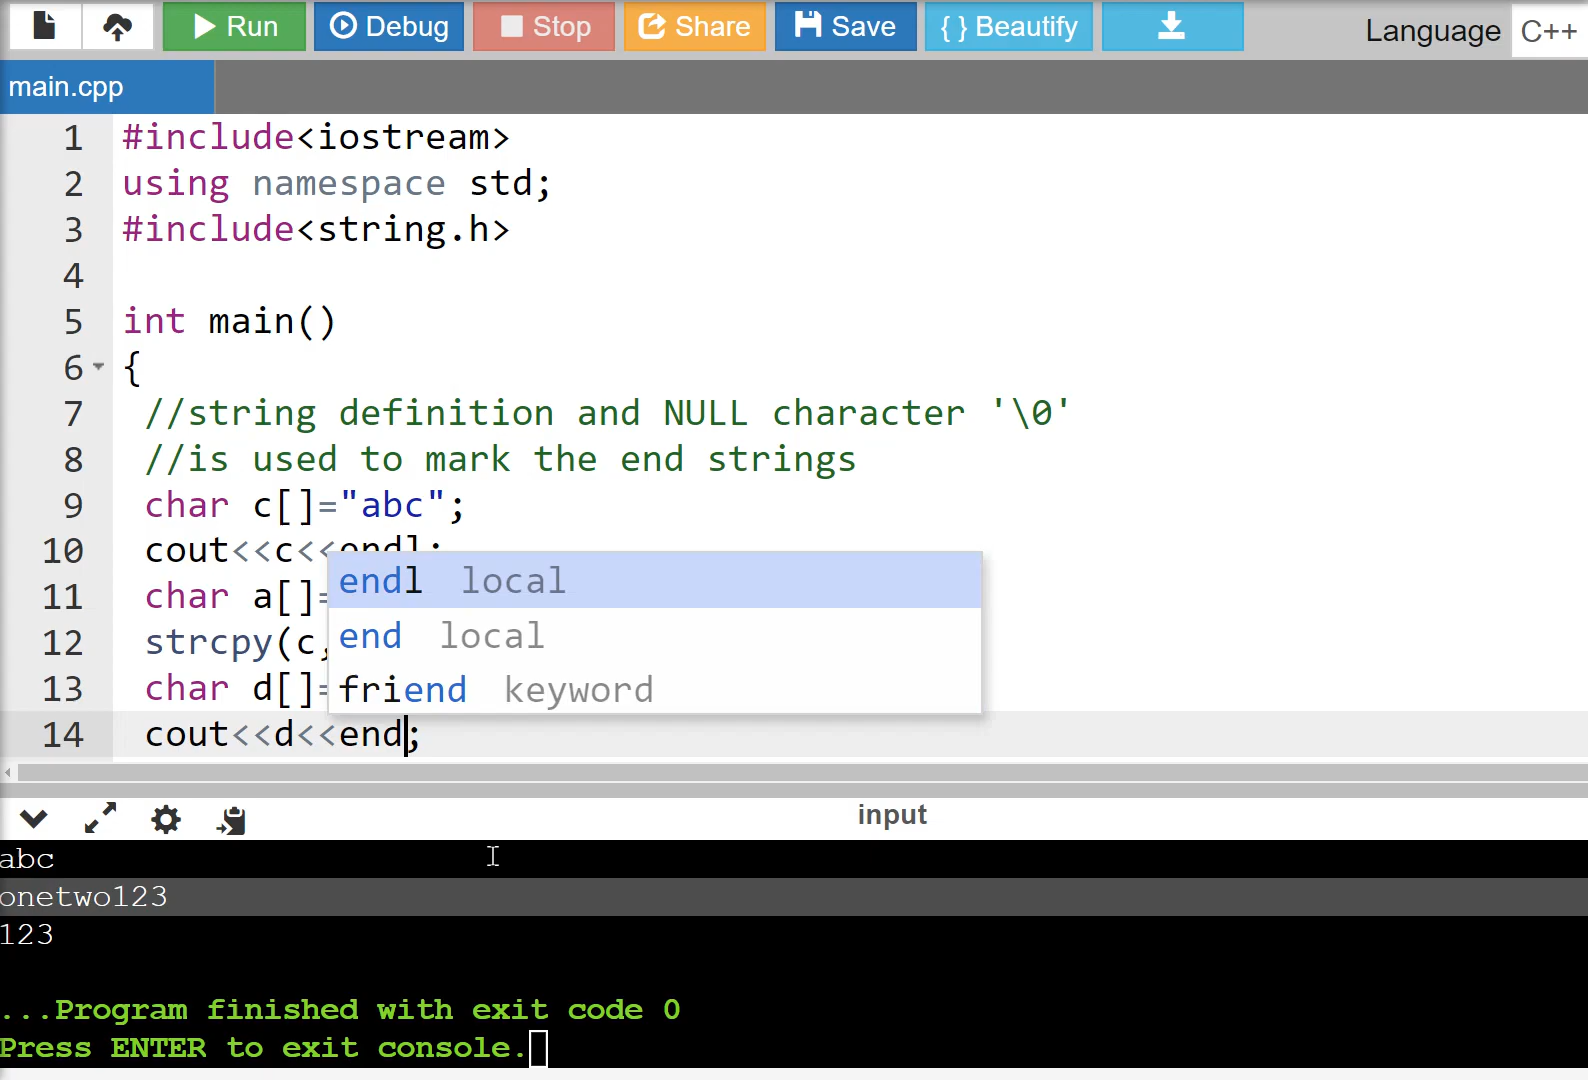 Run Debug Stop Share Save { } Beautify Language C++
main.cpp
1 #include<iostream>
2 using namespace std;
3 #include<string.h>
4
5 int main()
6 {
7 //string definition and NULL character '\0'
8 //is used to mark the end strings
9 char c[]="abc";
10 cout<<c<<endl;
endl local
11 char a[]=
end local
12 strcpy(c,
friend keyword
13 char d[]=
14 cout<<d<<end;
input
abc
onetwo123
123
...Program finished with exit code 0
Press ENTER to exit console.